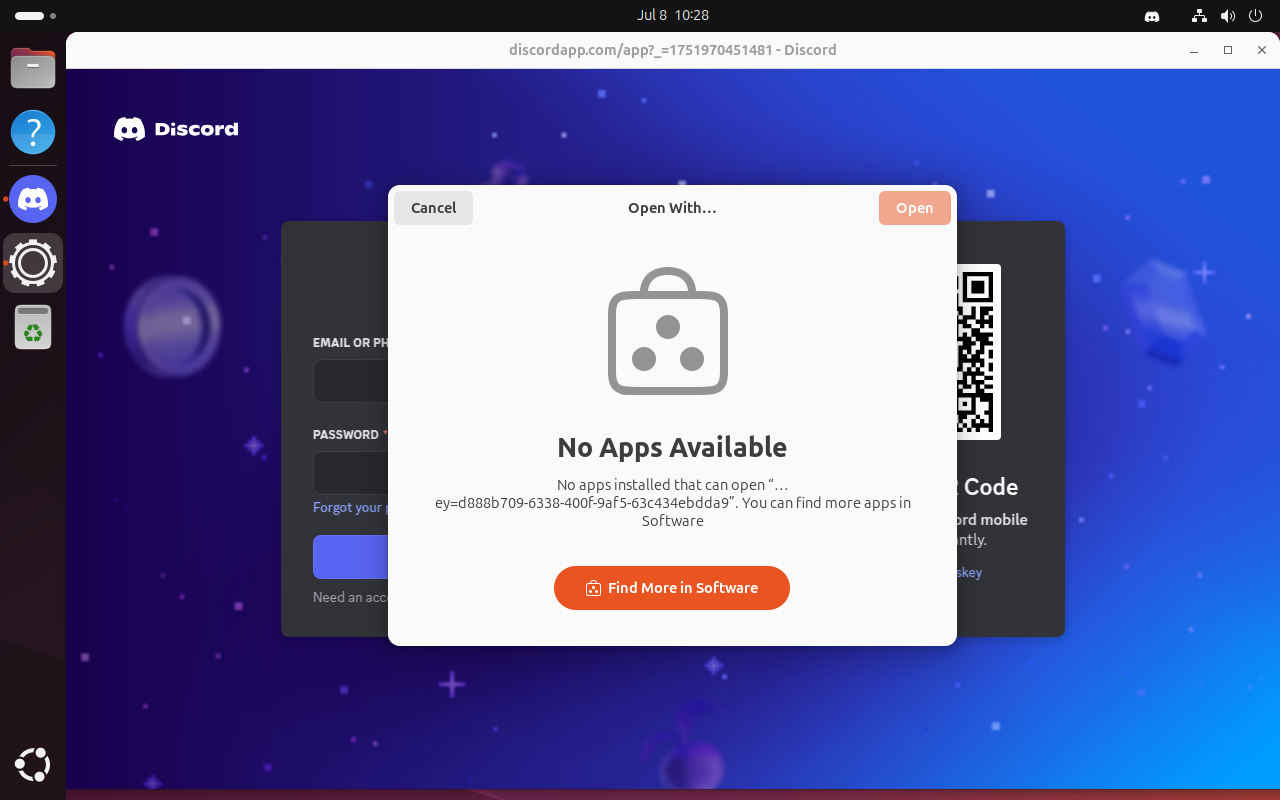 Jul 8 10:28
discordapp.com/app?_=1751970451481 - Discord
Discord
Cancel
Open With…
Open
EMAIL OR PH
PASSWORD *
Forgot your p
Need an acco
No Apps Available
No apps installed that can open “…
ey=d888b709-6338-400f-9af5-63c434ebdda9”. You can find more apps in
Software
Find More in Software
R Code
ord mobile
antly.
skey